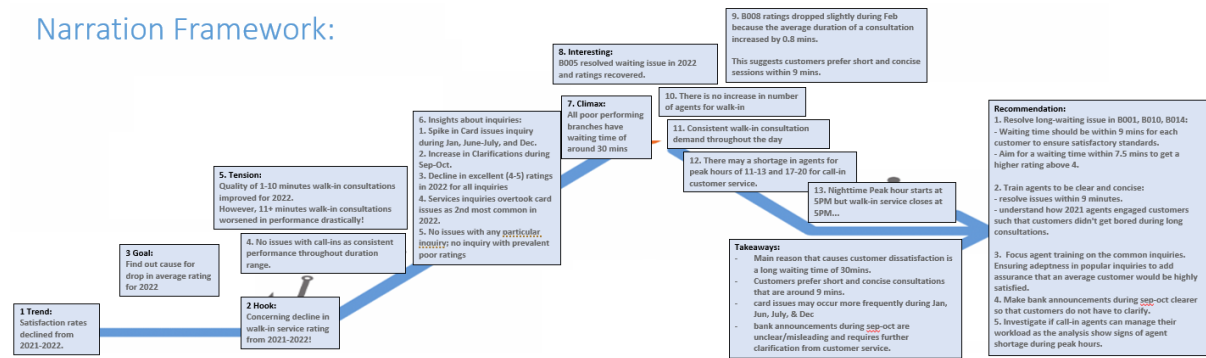 Narration Framework:
1 Trend:
Satisfaction rates
declined from
2021-2022.
2 Hook:
Concerning decline in
walk-in service rating
from 2021-2022!
3 Goal:
Find out cause for
drop in average rating
for 2022
4. No issues with call-ins as consistent
performance throughout duration
range.
5. Tension:
Quality of 1-10 minutes walk-in consultations
improved for 2022.
However, 11+ minutes walk-in consultations
worsened in performance drastically!
6. Insights about inquiries:
1. Spike in Card issues inquiry
during Jan, June-July, and Dec.
2. Increase in Clarifications during
Sep-Oct.
3. Decline in excellent (4-5) ratings
in 2022 for all inquiries
4. Services inquiries overtook card
issues as 2nd most common in
2022.
5. No issues with any particular
inquiry; no inquiry with prevalent
poor ratings
7. Climax:
All poor performing
branches have
waiting time of
around 30 mins
8. Interesting:
B005 resolved waiting issue in 2022
and ratings recovered.
9. B008 ratings dropped slightly during Feb
because the average duration of a consultation
increased by 0.8 mins.
This suggests customers prefer short and concise
sessions within 9 mins.
10. There is no increase in number
of agents for walk-in
11. Consistent walk-in consultation
demand throughout the day
12. There may a shortage in agents for
peak hours of 11-13 and 17-20 for call-in
customer service.
13. Nighttime Peak hour starts at
5PM but walk-in service closes at
5PM...
Takeaways:
- Main reason that causes customer dissatisfaction is
a long waiting time of 30mins.
- Customers prefer short and concise consultations
that are around 9 mins.
- card issues may occur more frequently during Jan,
Jun, July, & Dec
- bank announcements during sep-oct are
unclear/misleading and requires further
clarification from customer service.
Recommendation:
1. Resolve long-waiting issue in B001, B010, B014:
- Waiting time should be within 9 mins for each
customer to ensure satisfactory standards.
- Aim for a waiting time within 7.5 mins to get a
higher rating above 4.
2. Train agents to be clear and concise:
- resolve issues within 9 minutes.
- understand how 2021 agents engaged customers
such that customers didn't get bored during long
consultations.
3. Focus agent training on the common inquiries.
Ensuring adeptness in popular inquiries to add
assurance that an average customer would be highly
satisfied.
4. Make bank announcements during sep-oct clearer
so that customers do not have to clarify.
5. Investigate if call-in agents can manage their
workload as the analysis show signs of agent
shortage during peak hours.